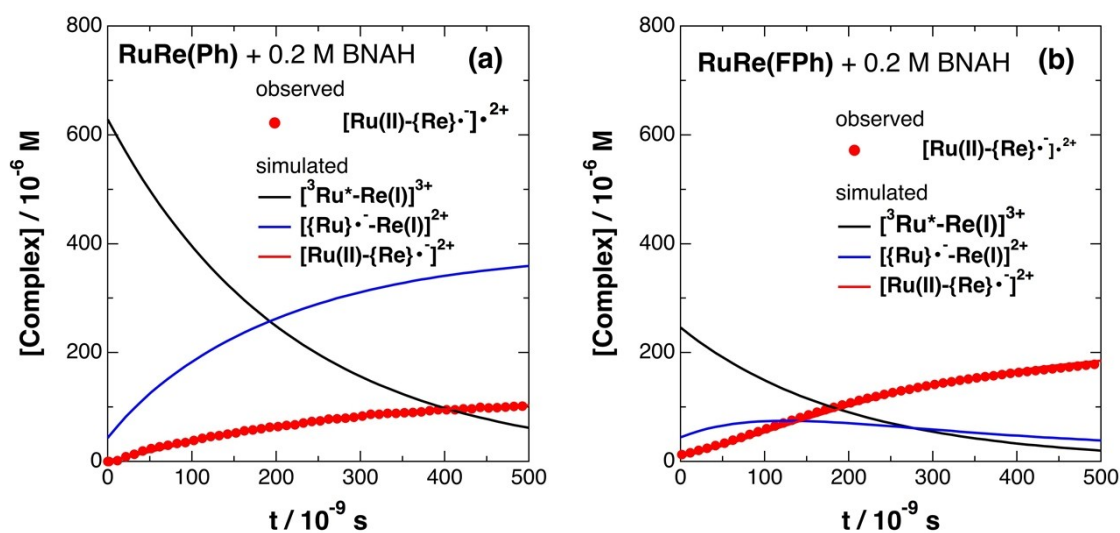 RuRe(Ph) + 0.2 M BNAH
(a)
observed
[Ru(II)-{Re}•⁻]•²⁺
simulated
[³Ru*-Re(I)]³⁺
[{Ru}•⁻-Re(I)]²⁺
[Ru(II)-{Re}•⁻]²⁺
800
600
400
200
0
[Complex] / 10⁻⁶ M
0 100 200 300 400 500
t / 10⁻⁹ s
RuRe(FPh) + 0.2 M BNAH
(b)
observed
[Ru(II)-{Re}•⁻]•²⁺
simulated
[³Ru*-Re(I)]³⁺
[{Ru}•⁻-Re(I)]²⁺
[Ru(II)-{Re}•⁻]²⁺
800
600
400
200
0
[Complex] / 10⁻⁶ M
0 100 200 300 400 500
t / 10⁻⁹ s